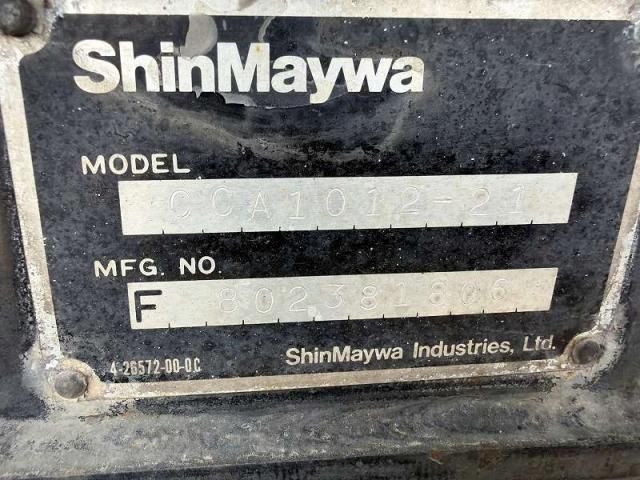 ShinMaywa
MODEL
CCA1012-21
MFG. NO.
F 802381806
4-26572-00-0C
ShinMaywa Industries, Ltd.